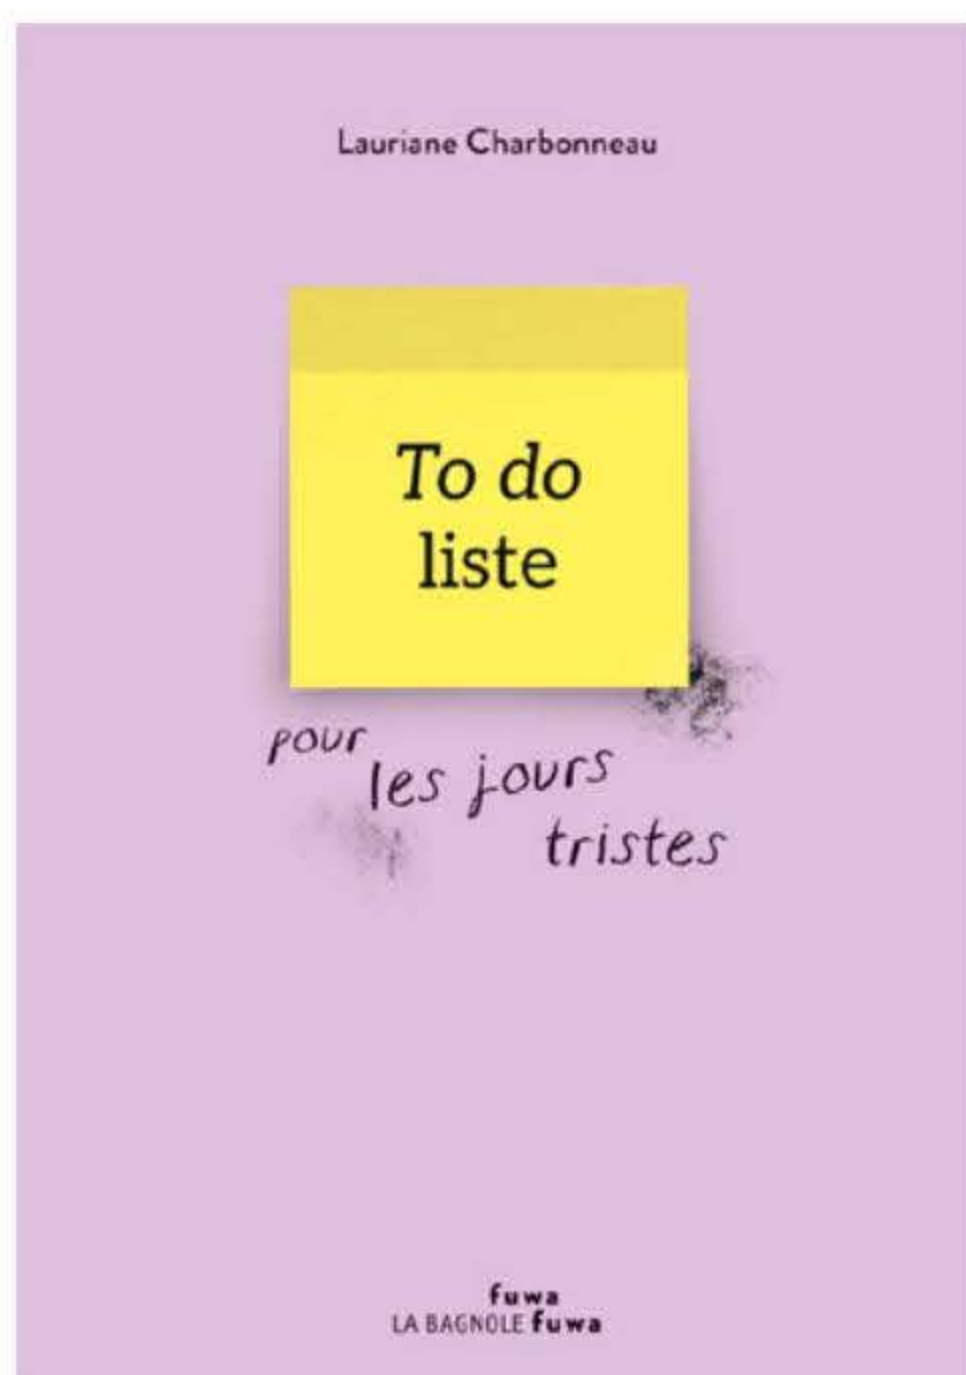 Lauriane Charbonneau
To do
liste
pour
les jours
tristes
fuwa
LA BAGNOLE fuwa